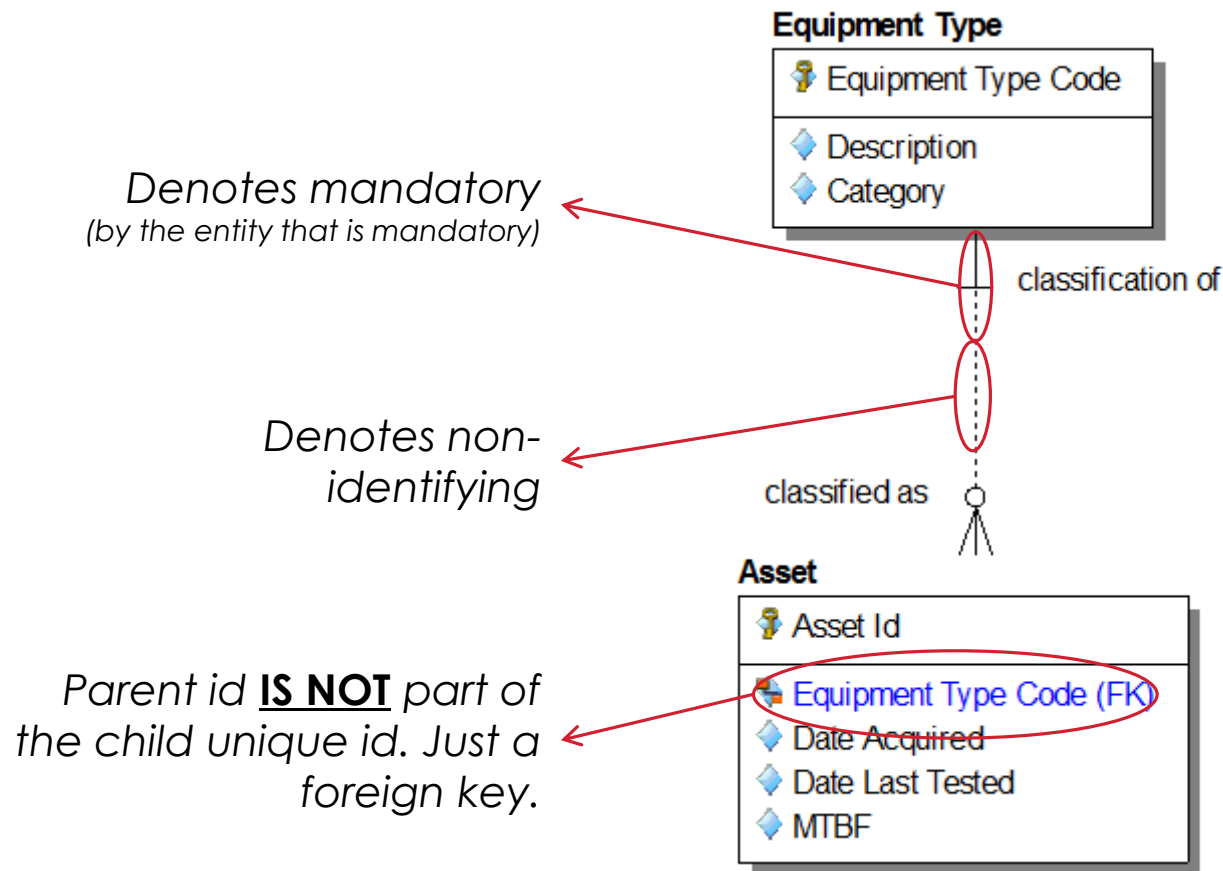 Equipment Type
Equipment Type Code
Description
Category
Denotes mandatory
(by the entity that is mandatory)
classification of
Denotes non-
identifying
classified as
Asset
Asset Id
Equipment Type Code (FK)
Date Acquired
Date Last Tested
MTBF
Parent id IS NOT part of
the child unique id. Just a
foreign key.